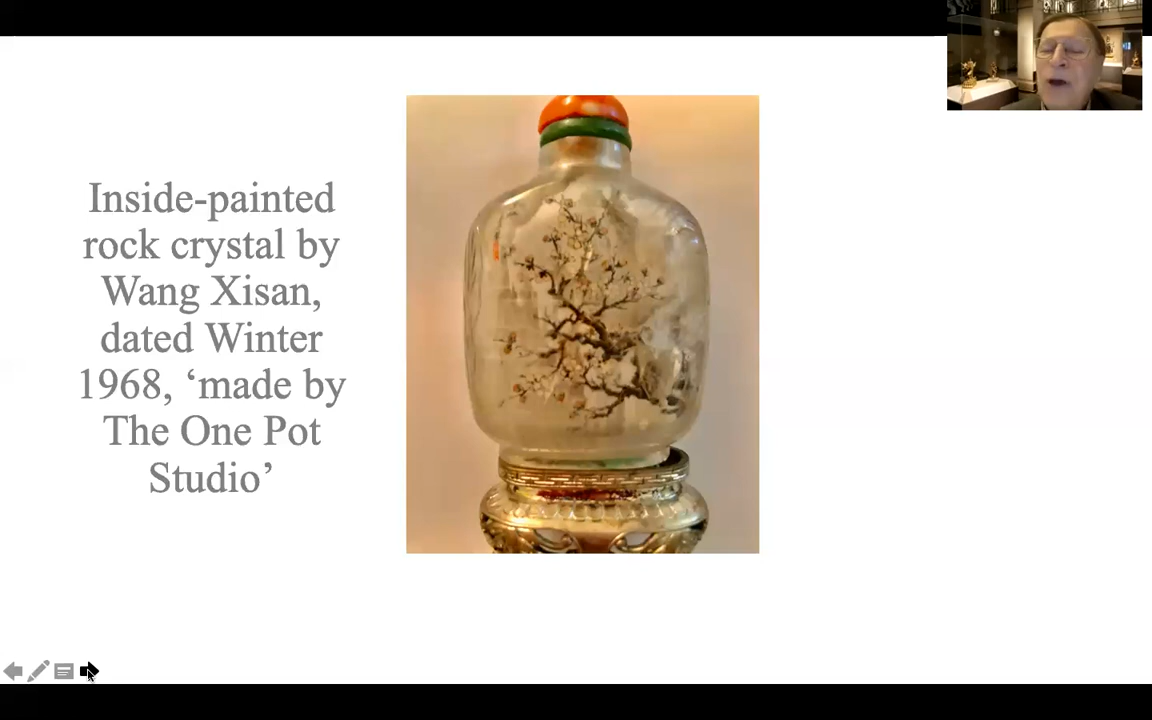 Inside-painted
rock crystal by
Wang Xisan,
dated Winter
1968, ‘made by
The One Pot
Studio’